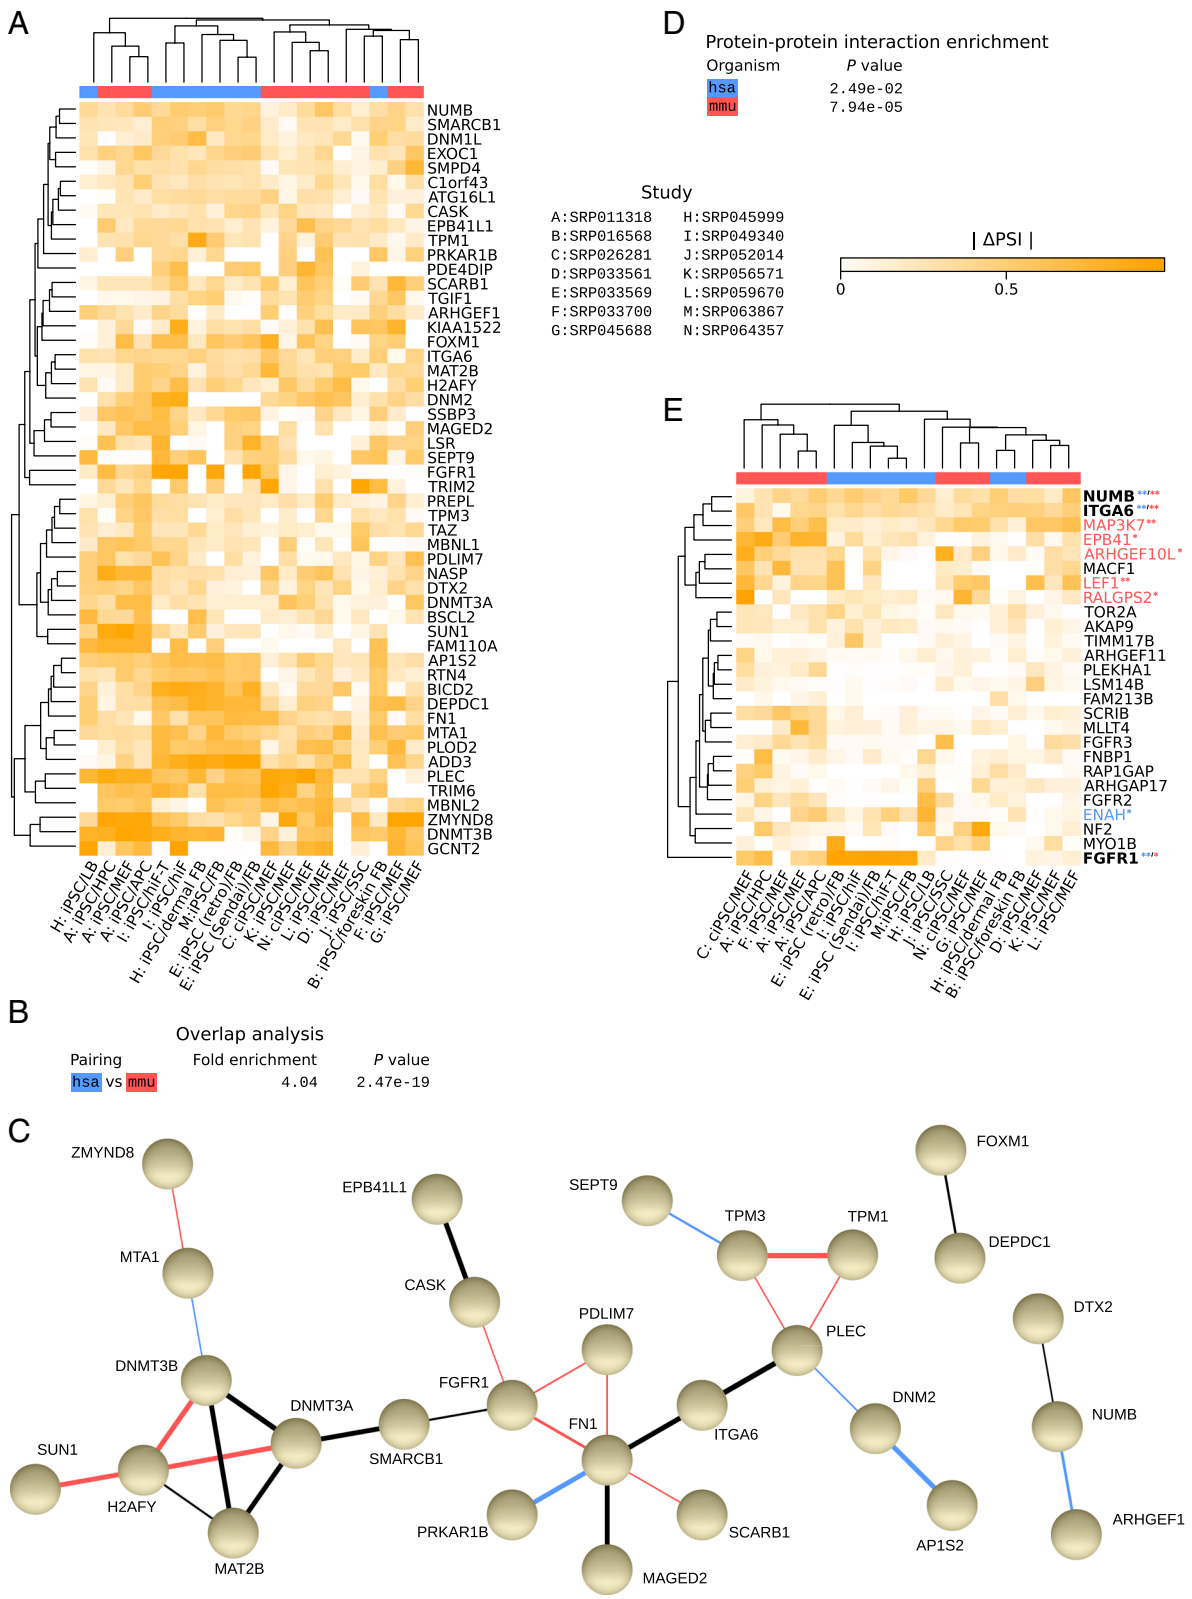 A
NUMB
SMARCB1
DNM1L
EXOC1
SMPD4
C1orf43
ATG16L1
CASK
EPB41L1
TPM1
PRKAR1B
PDE4DIP
SCARB1
TGIF1
ARHGEF1
KIAA1522
FOXM1
ITGA6
MAT2B
H2AFY
DNM2
SSBP3
MAGED2
LSR
SEPT9
FGFR1
TRIM2
PREPL
TPM3
TAZ
MBNL1
PDLIM7
NASP
DTX2
DNMT3A
BSCL2
SUN1
FAM110A
AP1S2
RTN4
BICD2
DEPDC1
FN1
MTA1
PLOD2
ADD3
PLEC
TRIM6
MBNL2
ZMYND8
DNMT3B
GCNT2
H: iPSC/LB
A: iPSC/HPC
A: iPSC/MEF
A: iPSC/APC
I: iPSC/hiF-T
I: iPSC/hiF
H: iPSC/dermal FB
M:iPSC/FB
E: iPSC (retro)/FB
E: iPSC (Sendai)/FB
C: ciPSC/MEF
K: iPSC/MEF
N: ciPSC/MEF
L: iPSC/MEF
D: iPSC/MEF
J: iPSC/SSC
B: iPSC/foreskin FB
F: iPSC/MEF
G: iPSC/MEF
D
Protein-protein interaction enrichment
Organism P value
hsa 2.49e-02
mmu 7.94e-05
Study
A:SRP011318 H:SRP045999
B:SRP016568 I:SRP049340
C:SRP026281 J:SRP052014
D:SRP033561 K:SRP056571
E:SRP033569 L:SRP059670
F:SRP033700 M:SRP063867
G:SRP045688 N:SRP064357
| ΔPSI |
0 0.5
E
NUMB **/**
ITGA6 **/**
MAP3K7**
EPB41*
ARHGEF10L*
MACF1
LEF1**
RALGPS2*
TOR2A
AKAP9
TIMM17B
ARHGEF11
PLEKHA1
LSM14B
FAM213B
SCRIB
MLLT4
FGFR3
FNBP1
RAP1GAP
ARHGAP17
FGFR2
ENAH*
NF2
MYO1B
FGFR1 **/*
C: ciPSC/MEF
A: iPSC/HPC
F: iPSC/MEF
A: iPSC/MEF
A: iPSC/APC
E: iPSC (retro)/FB
I: iPSC/hiF
E: iPSC (Sendai)/FB
I: iPSC/hiF-T
M:iPSC/FB
H: iPSC/LB
J: iPSC/SSC
N: ciPSC/MEF
G: iPSC/MEF
H: iPSC/dermal FB
B: iPSC/foreskin FB
D: iPSC/MEF
K: iPSC/MEF
L: iPSC/MEF
B
Overlap analysis
Pairing Fold enrichment P value
hsa vs mmu 4.04 2.47e-19
C
ZMYND8
FOXM1
EPB41L1
SEPT9
TPM3
TPM1
DEPDC1
MTA1
CASK
PDLIM7
DTX2
PLEC
DNMT3B
FGFR1
DNMT3A
FN1
DNM2
NUMB
ITGA6
SUN1
SMARCB1
H2AFY
PRKAR1B
SCARB1
ARHGEF1
AP1S2
MAT2B
MAGED2